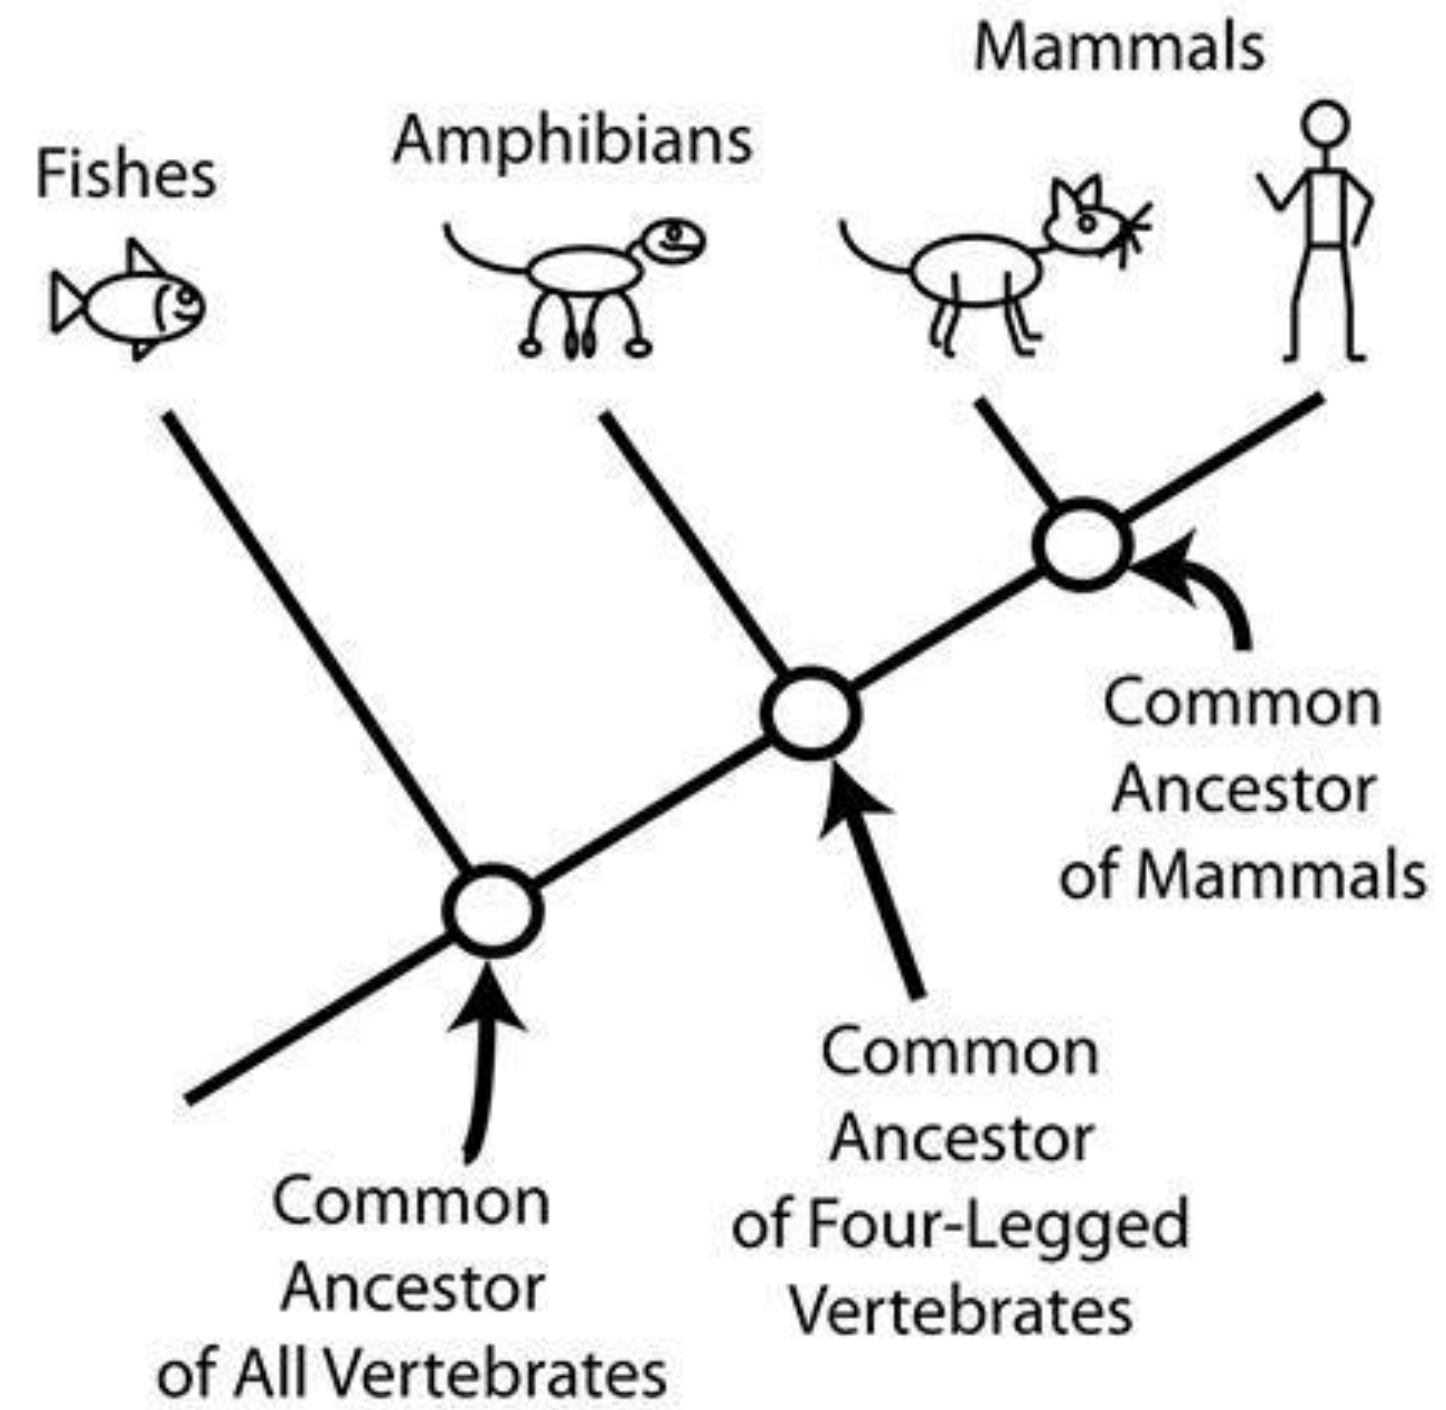 Mammals
Amphibians
Fishes
Common
Ancestor
of Mammals
Common
Ancestor
of Four-Legged
Vertebrates
Common
Ancestor
of All Vertebrates